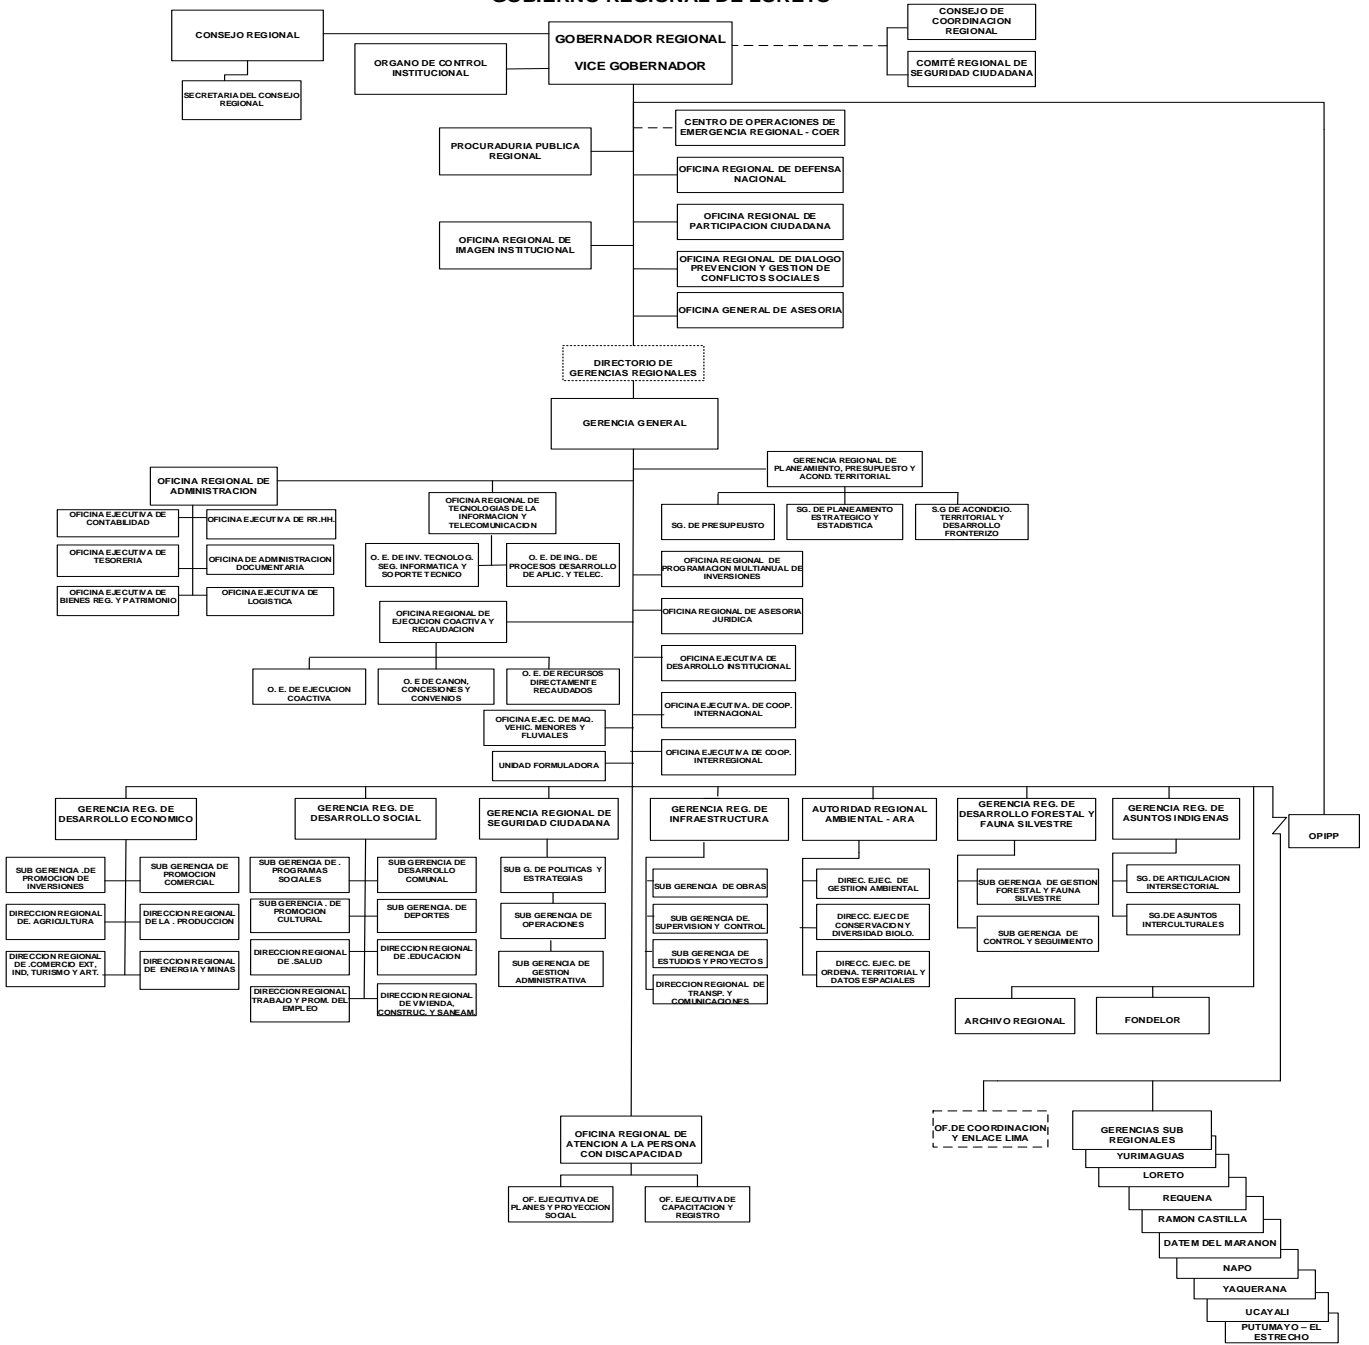 GOBIERNO REGIONAL DE LORETO
CONSEJO REGIONAL
SECRETARIA DEL CONSEJO
REGIONAL
ORGANO DE CONTROL
INSTITUCIONAL
GOBERNADOR REGIONAL
VICE GOBERNADOR
CONSEJO DE
COORDINACION
REGIONAL
COMITÉ REGIONAL DE
SEGURIDAD CIUDADANA
CENTRO DE OPERACIONES DE
EMERGENCIA REGIONAL - COER
PROCURADURIA PUBLICA
REGIONAL
OFICINA REGIONAL DE DEFENSA
NACIONAL
OFICINA REGIONAL DE
PARTICIPACION CIUDADANA
OFICINA REGIONAL DE
IMAGEN INSTITUCIONAL
OFICINA REGIONAL DE DIALOGO
PREVENCION Y GESTION DE
CONFLICTOS SOCIALES
OFICINA GENERAL DE ASESORIA
DIRECTORIO DE
GERENCIAS REGIONALES
GERENCIA GENERAL
OFICINA REGIONAL DE
ADMINISTRACION
OFICINA EJECUTIVA DE
CONTABILIDAD
OFICINA EJECUTIVA DE RR.HH.
OFICINA EJECUTIVA DE
TESORERIA
OFICINA DE ADMINISTRACION
DOCUMENTARIA
OFICINA EJECUTIVA DE
BIENES REG. Y PATRIMONIO
OFICINA EJECUTIVA DE
LOGISTICA
OFICINA REGIONAL DE
TECNOLOGIAS DE LA
INFORMACION Y
TELECOMUNICACION
O. E. DE INV. TECNOLOG.
SEG. INFORMATICA Y
SOPORTE TECNICO
O. E. DE ING.. DE
PROCESOS DESARROLLO
DE APLIC. Y TELEC.
GERENCIA REGIONAL DE
PLANEAMIENTO, PRESUPUESTO Y
ACOND. TERRITORIAL
SG. DE PRESUPEUSTO
SG. DE PLANEAMIENTO
ESTRATEGICO Y
ESTADISTICA
S.G DE ACONDICIO.
TERRITORIAL Y
DESARROLLO
FRONTERIZO
OFICINA REGIONAL DE
PROGRAMACION MULTIANUAL DE
INVERSIONES
OFICINA REGIONAL DE ASESORIA
JURIDICA
OFICINA REGIONAL DE
EJECUCION COACTIVA Y
RECAUDACION
O. E. DE EJECUCION
COACTIVA
O. E DE CANON,
CONCESIONES Y
CONVENIOS
O. E. DE RECURSOS
DIRECTAMENTE
RECAUDADOS
OFICINA EJECUTIVA DE
DESARROLLO INSTITUCIONAL
OFICINA EJECUTIVA. DE COOP.
INTERNACIONAL
OFICINA EJEC. DE MAQ.
VEHIC. MENORES Y
FLUVIALES
OFICINA EJECUTIVA DE COOP.
INTERREGIONAL
UNIDAD FORMULADORA
GERENCIA REG. DE
DESARROLLO ECONOMICO
SUB GERENCIA .DE
PROMOCION DE
INVERSIONES
SUB GERENCIA DE
PROMOCION
COMERCIAL
DIRECCION REGIONAL
DE. AGRICULTURA
DIRECCION REGIONAL
DE LA . PRODUCCION
DIRECCION REGIONAL
DE .COMERCIO EXT,
IND, TURISMO Y ART.
DIRECCION REGIONAL
DE ENERGIA Y MINAS
GERENCIA REG. DE
DESARROLLO SOCIAL
SUB GERENCIA DE .
PROGRAMAS
SOCIALES
SUB GERENCIA DE
DESARROLLO
COMUNAL
SUB GERENCIA . DE
PROMOCION
CULTURAL
SUB GERENCIA. DE
DEPORTES
DIRECCION REGIONAL
DE .SALUD
DIRECCION REGIONAL
DE .EDUCACION
DIRECCION REGIONAL
TRABAJO Y PROM. DEL
EMPLEO
DIRECCION REGIONAL
DE VIVIENDA,
CONSTRUC. Y SANEAM.
GERENCIA REGIONAL DE
SEGURIDAD CIUDADANA
SUB G. DE POLITICAS Y
ESTRATEGIAS
SUB GERENCIA DE
OPERACIONES
SUB GERENCIA DE
GESTION
ADMINISTRATIVA
GERENCIA REG. DE
INFRAESTRUCTURA
SUB GERENCIA DE OBRAS
SUB GERENCIA DE.
SUPERVISION Y CONTROL
SUB GERENCIA DE
ESTUDIOS Y PROYECTOS
DIRECCION REGIONAL DE
TRANSP. Y
COMUNICACIONES
AUTORIDAD REGIONAL
AMBIENTAL - ARA
DIREC. EJEC. DE
GESTIION AMBIENTAL
DIRECC. EJEC DE
CONSERVACION Y
DIVERSIDAD BIOLO.
DIRECC. EJEC. DE
ORDENA. TERRITORIAL Y
DATOS ESPACIALES
GERENCIA REG. DE
DESARROLLO FORESTAL Y
FAUNA SILVESTRE
SUB GERENCIA DE GESTION
FORESTAL Y FAUNA
SILVESTRE
SUB GERENCIA DE
CONTROL Y SEGUIMIENTO
GERENCIA REG. DE
ASUNTOS INDIGENAS
SG. DE ARTICULACION
INTERSECTORIAL
SG.DE ASUNTOS
INTERCULTURALES
OPIPP
ARCHIVO REGIONAL
FONDELOR
OFICINA REGIONAL DE
ATENCION A LA PERSONA
CON DISCAPACIDAD
OF. EJECUTIVA DE
PLANES Y PROYECCION
SOCIAL
OF. EJECUTIVA DE
CAPACITACION Y
REGISTRO
OF.DE COORDINACION
Y ENLACE LIMA
GERENCIAS SUB
REGIONALES
YURIMAGUAS
LORETO
REQUENA
RAMON CASTILLA
DATEM DEL MARANON
NAPO
YAQUERANA
UCAYALI
PUTUMAYO – EL
ESTRECHO